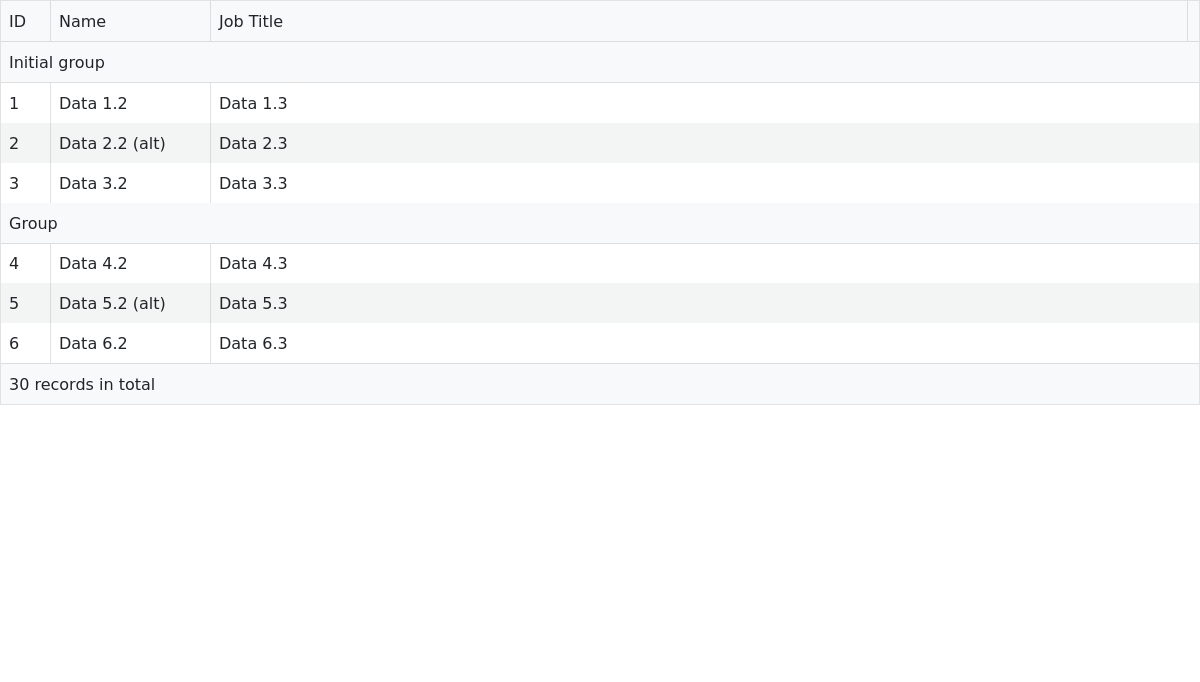 ID Name Job Title
Initial group
1 Data 1.2 Data 1.3
2 Data 2.2 (alt) Data 2.3
3 Data 3.2 Data 3.3
Group
4 Data 4.2 Data 4.3
5 Data 5.2 (alt) Data 5.3
6 Data 6.2 Data 6.3
30 records in total